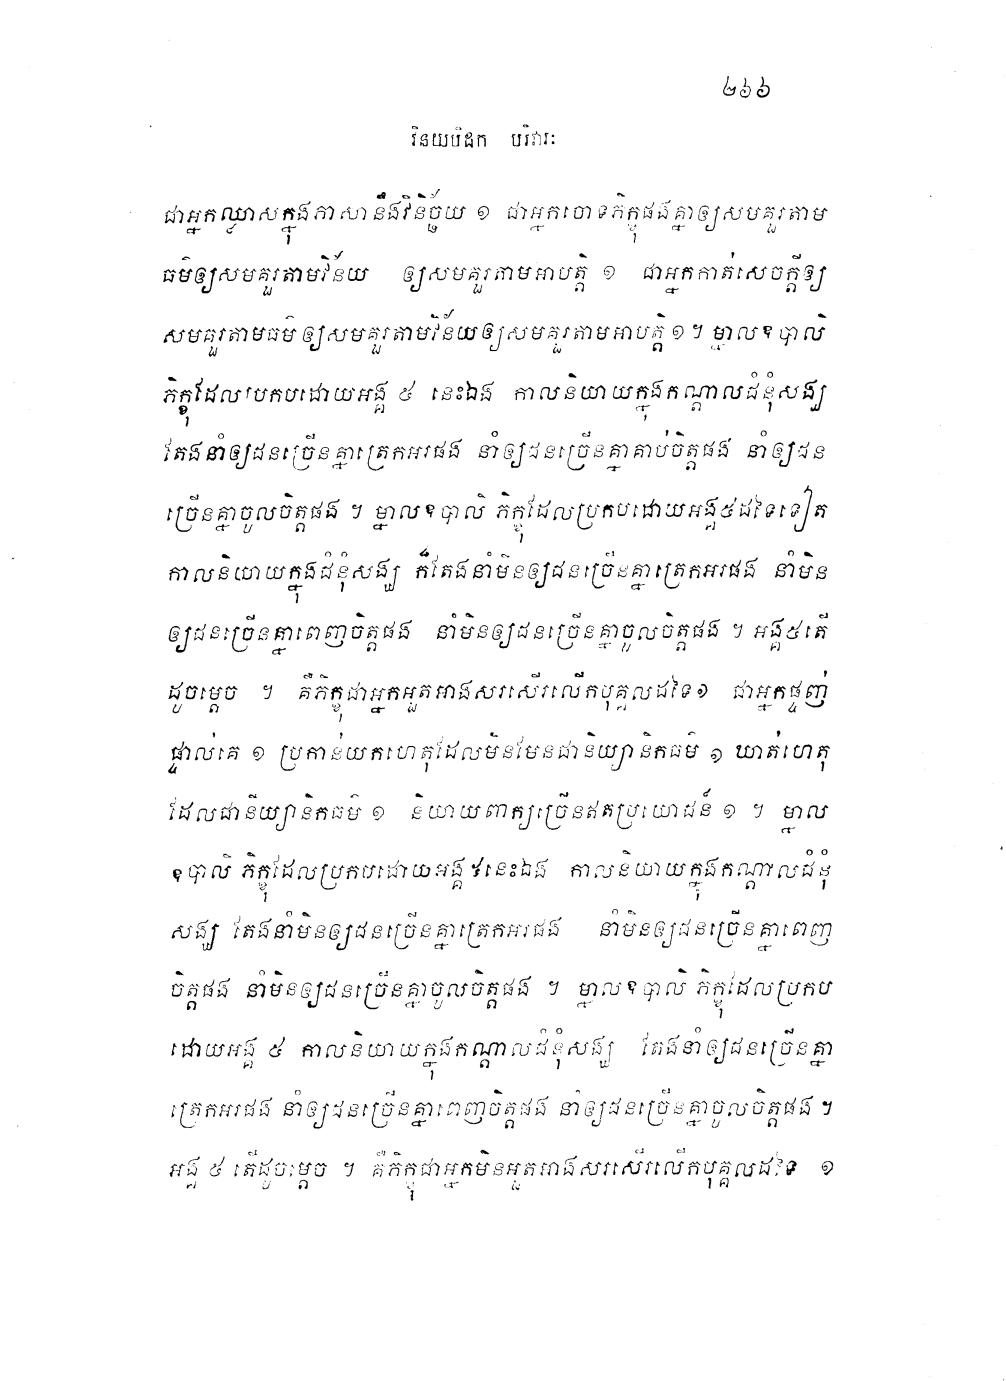 ២៦៦
វិនយបិដក បរិវារៈ
ជាអ្នកឈ្លាសក្នុងភាសានឹងវិនិច្ឆ័យ ១ ជាអ្នកចោទភិក្ខុផងគ្នាឲ្យសមគួរតាម
ធម៌ឲ្យសមគួរតាមវិន័យ ឲ្យសមគួរតាមអាបត្តិ ១ ជាអ្នកកាត់សេចក្តីឲ្យ
សមគួរតាមធម៌ឲ្យសមគួរតាមវិន័យឲ្យសមគួរតាមអាបត្តិ ១ ។ ម្នាលឧបាលិ
ភិក្ខុដែលប្រកបដោយអង្គ ៥ នេះឯង កាលនិយាយក្នុងកណ្តាលជំនុំសង្ឃ
តែងនាំឲ្យជនច្រើនគ្នាត្រេកអរផង នាំឲ្យជនច្រើនគ្នាគាប់ចិត្តផង នាំឲ្យជន
ច្រើនគ្នាចូលចិត្តផង ។ ម្នាលឧបាលិ ភិក្ខុដែលប្រកបដោយអង្គ៥ដទៃទៀត
កាលនិយាយក្នុងជំនុំសង្ឃ ក៏តែងនាំមិនឲ្យជនច្រើនគ្នាត្រេកអរផង នាំមិន
ឲ្យជនច្រើនគ្នាពេញចិត្តផង នាំមិនឲ្យជនច្រើនគ្នាចូលចិត្តផង ។ អង្គ៥តើ
ដូចម្តេច ។ គឺភិក្ខុជាអ្នកអួតអាងសរសើរលើកបុគ្គលដទៃ១ ជាអ្នកផ្ទញ់
ផ្ទាល់គេ ១ ប្រកាន់យកហេតុដែលមិនមែនជានិយ្យានិកធម៌ ១ ឃាត់ហេតុ
ដែលជានិយ្យានិកធម៌ ១ និយាយពាក្យច្រើនឥតប្រយោជន៍ ១ ។ ម្នាល
ឧបាលិ ភិក្ខុដែលប្រកបដោយអង្គ ៥នេះឯង កាលនិយាយក្នុងកណ្តាលជំនុំ
សង្ឃ តែងនាំមិនឲ្យជនច្រើនគ្នាត្រេកអរផង នាំមិនឲ្យជនច្រើនគ្នាពេញ
ចិត្តផង នាំមិនឲ្យជនច្រើនគ្នាចូលចិត្តផង ។ ម្នាលឧបាលិ ភិក្ខុដែលប្រកប
ដោយអង្គ ៥ កាលនិយាយក្នុងកណ្តាលជំនុំសង្ឃ តែងនាំឲ្យជនច្រើនគ្នា
ត្រេកអរផង នាំឲ្យជនច្រើនគ្នាពេញចិត្តផង នាំឲ្យជនច្រើនគ្នាចូលចិត្តផង ។
អង្គ ៥ តើដូចម្តេច ។ គឺភិក្ខុជាអ្នកមិនអួតអាងសរសើរលើកបុគ្គលដទៃ ១